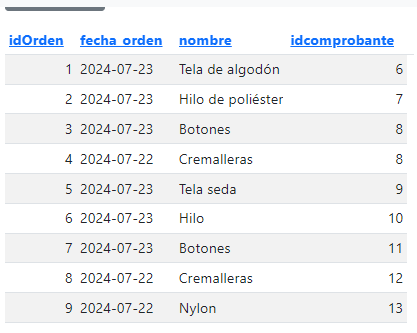 idOrden fecha_orden nombre idcomprobante
1 2024-07-23 Tela de algodón 6
2 2024-07-23 Hilo de poliéster 7
3 2024-07-23 Botones 8
4 2024-07-22 Cremalleras 8
5 2024-07-23 Tela seda 9
6 2024-07-23 Hilo 10
7 2024-07-23 Botones 11
8 2024-07-22 Cremalleras 12
9 2024-07-22 Nylon 13